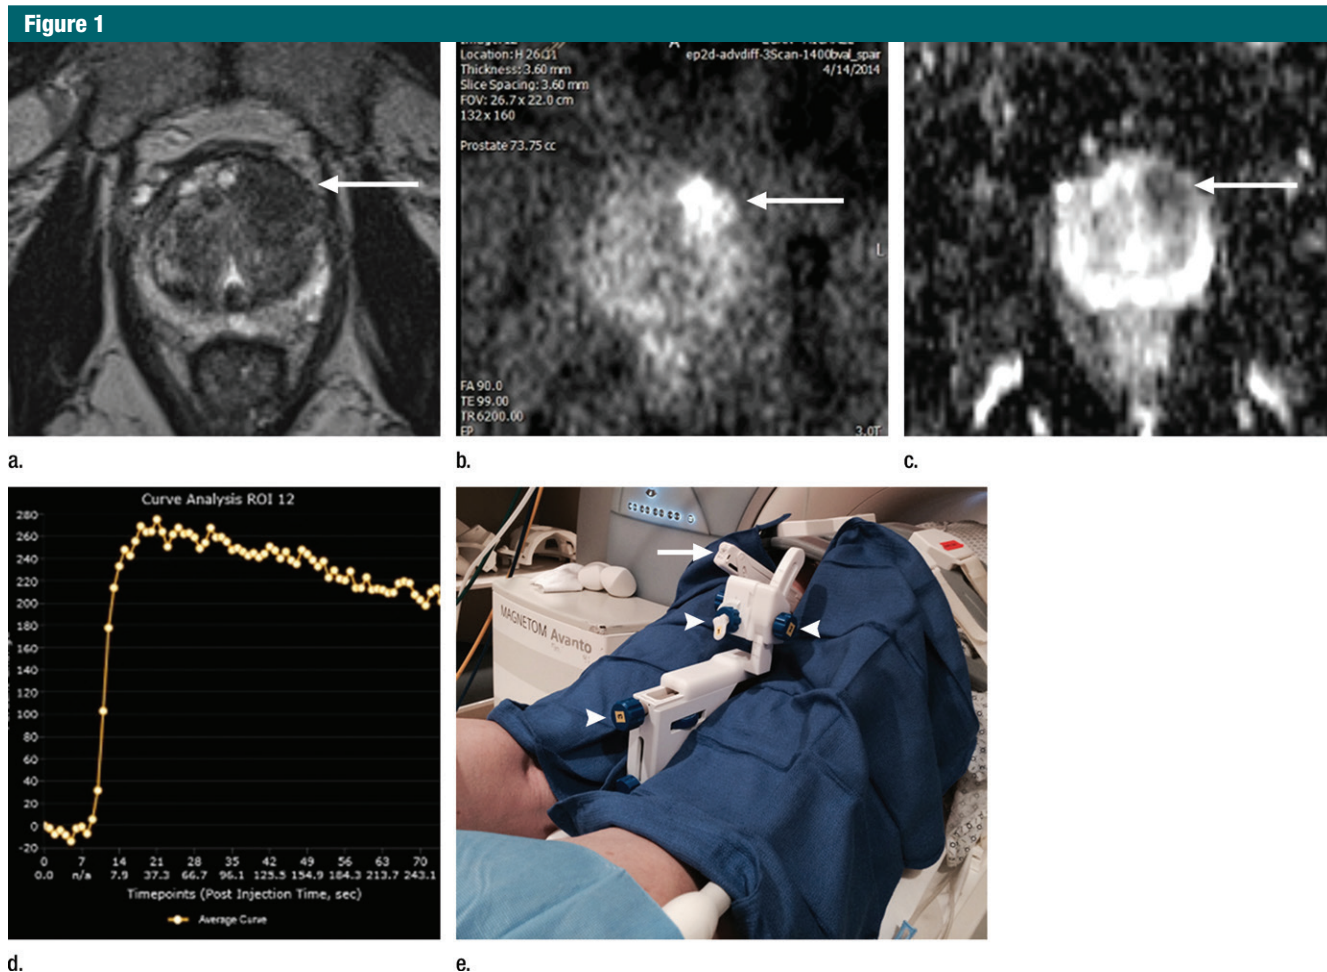 Figure 1
Location: H 26.31
Thickness: 3.60 mm
Slice Spacing: 3.60 mm
FOV: 26.7 x 22.0 cm
132 x 160
Prostate 73.75 cc
A
ep2d-advdiff-3Scan-1400bval_spair
4/14/2014
L
FA 90.0
TE 99.00
TR 6200.00
EP
3.0T
a.
b.
c.
Curve Analysis ROI 12
280
260
240
220
200
180
160
140
120
100
80
60
40
20
0
-20
0 7 14 21 28 35 42 49 56 63 70
0.0 n/a 7.9 37.3 66.7 96.1 125.5 154.9 184.3 213.7 243.1
Timepoints (Post Injection Time, sec)
Average Curve
MAGNETOM Avanto
d.
e.